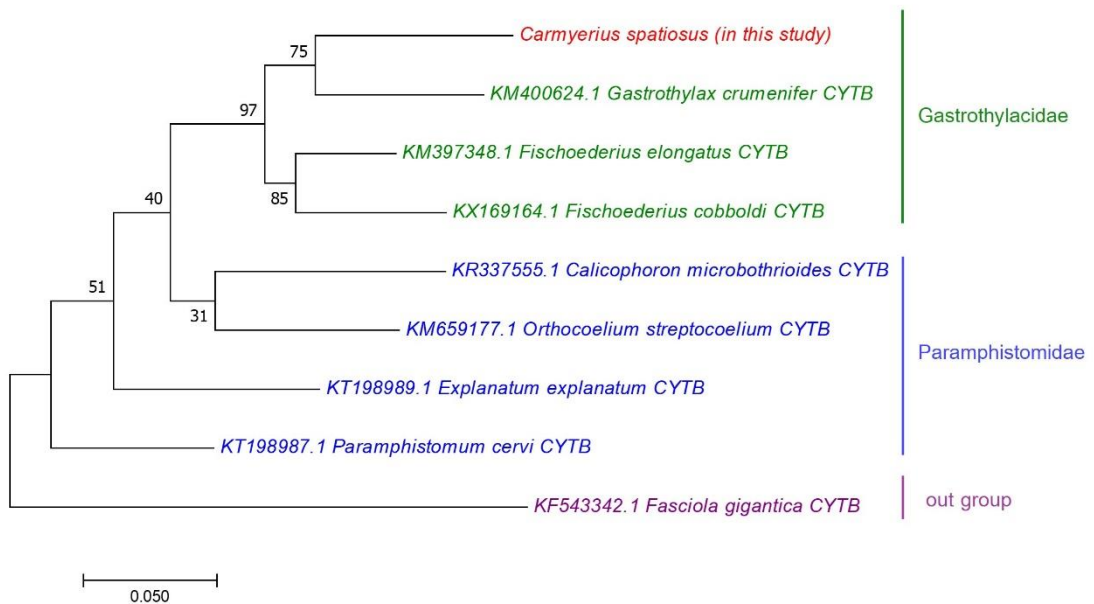 Carmyerius spatiosus (in this study)
75
KM400624.1 Gastrothylax crumenifer CYTB
97
Gastrothylacidae
KM397348.1 Fischoederius elongatus CYTB
85
40
KX169164.1 Fischoederius cobboldi CYTB
KR337555.1 Calicophoron microbothrioides CYTB
51
31
KM659177.1 Orthocoelium streptocoelium CYTB
Paramphistomidae
KT198989.1 Explanatum explanatum CYTB
KT198987.1 Paramphistomum cervi CYTB
KF543342.1 Fasciola gigantica CYTB
out group
0.050